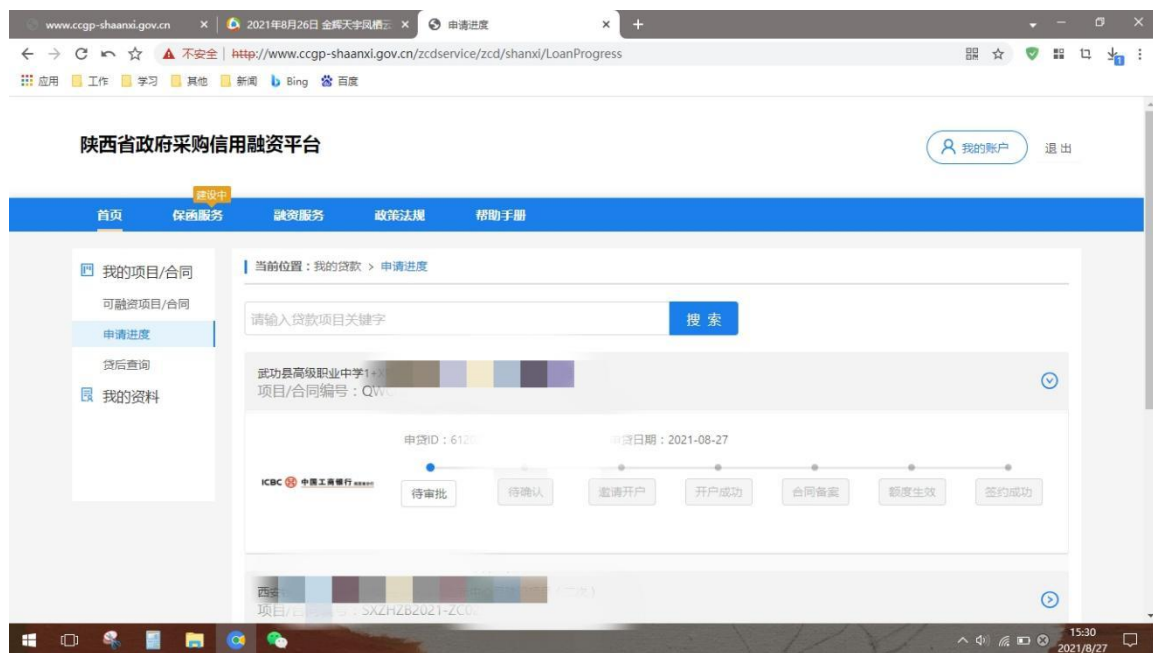 www.ccgp-shaanxi.gov.cn
2021年8月26日 金辉天宇凤栖云
申请进度
不安全 http://www.ccgp-shaanxi.gov.cn/zcdservice/zcd/shanxi/LoanProgress
应用 工作 学习 其他 新闻 Bing 百度
陕西省政府采购信用融资平台
我的账户 退出
建设中
首页 保函服务 融资服务 政策法规 帮助手册
我的项目/合同
可融资项目/合同
申请进度
贷后查询
我的资料
当前位置：我的贷款 > 申请进度
请输入贷款项目关键字 搜索
武功县高级职业中学1+X
项目/合同编号：QW
申贷ID：612 申贷日期：2021-08-27
ICBC 中国工商银行
待审批 待确认 邀请开户 开户成功 合同备案 额度生效 签约成功
西安
项目/ 号：SXZHZB2021-ZC0
15:30
2021/8/27